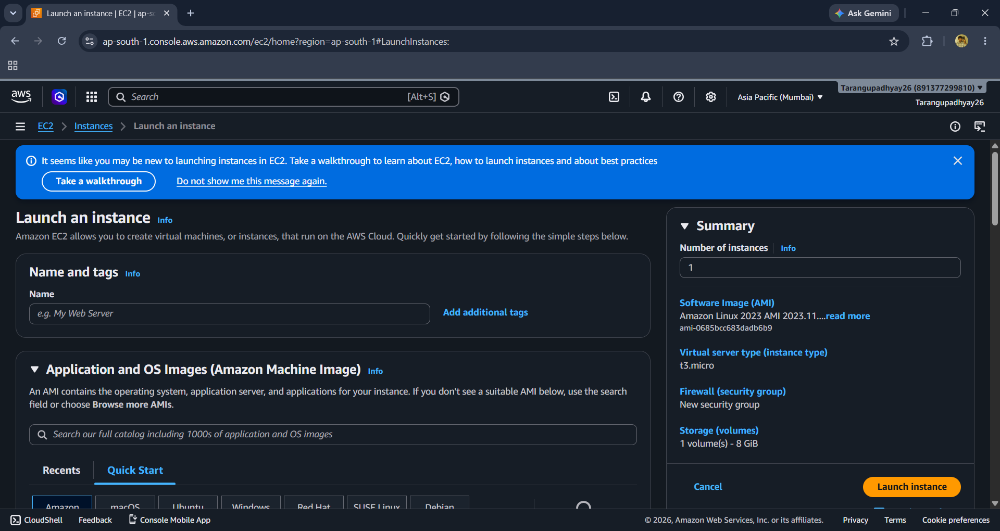 Launch an instance | EC2 | ap-sc
Ask Gemini
ap-south-1.console.aws.amazon.com/ec2/home?region=ap-south-1#LaunchInstances:
aws
Search [Alt+S]
Asia Pacific (Mumbai)
Tarangupadhyay26 (891377299810)
Tarangupadhyay26
EC2 Instances Launch an instance
It seems like you may be new to launching instances in EC2. Take a walkthrough to learn about EC2, how to launch instances and about best practices
Take a walkthrough Do not show me this message again.
Launch an instance Info
Amazon EC2 allows you to create virtual machines, or instances, that run on the AWS Cloud. Quickly get started by following the simple steps below.
Name and tags Info
Name
e.g. My Web Server
Add additional tags
Application and OS Images (Amazon Machine Image) Info
An AMI contains the operating system, application server, and applications for your instance. If you don't see a suitable AMI below, use the search
field or choose Browse more AMIs.
Search our full catalog including 1000s of application and OS images
Recents Quick Start
Amazon macOS Ubuntu Windows Red Hat SUSE Linux Debian
Summary
Number of instances Info
1
Software Image (AMI)
Amazon Linux 2023 AMI 2023.11....read more
ami-0685bcc683dadb6b9
Virtual server type (instance type)
t3.micro
Firewall (security group)
New security group
Storage (volumes)
1 volume(s) - 8 GiB
Cancel Launch instance
CloudShell Feedback Console Mobile App
© 2026, Amazon Web Services, Inc. or its affiliates. Privacy Terms Cookie preferences